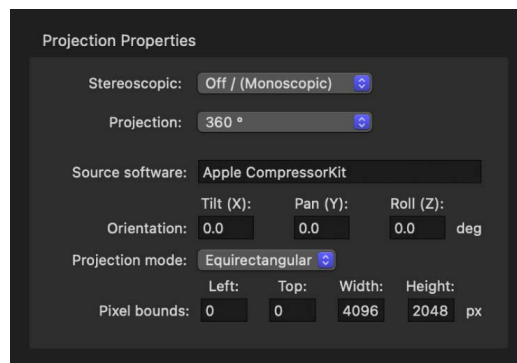 Projection Properties
Stereoscopic: Off / (Monoscopic)
Projection: 360 °
Source software: Apple CompressorKit
Tilt (X): Pan (Y): Roll (Z):
Orientation: 0.0 0.0 0.0 deg
Projection mode: Equirectangular
Left: Top: Width: Height:
Pixel bounds: 0 0 4096 2048 px